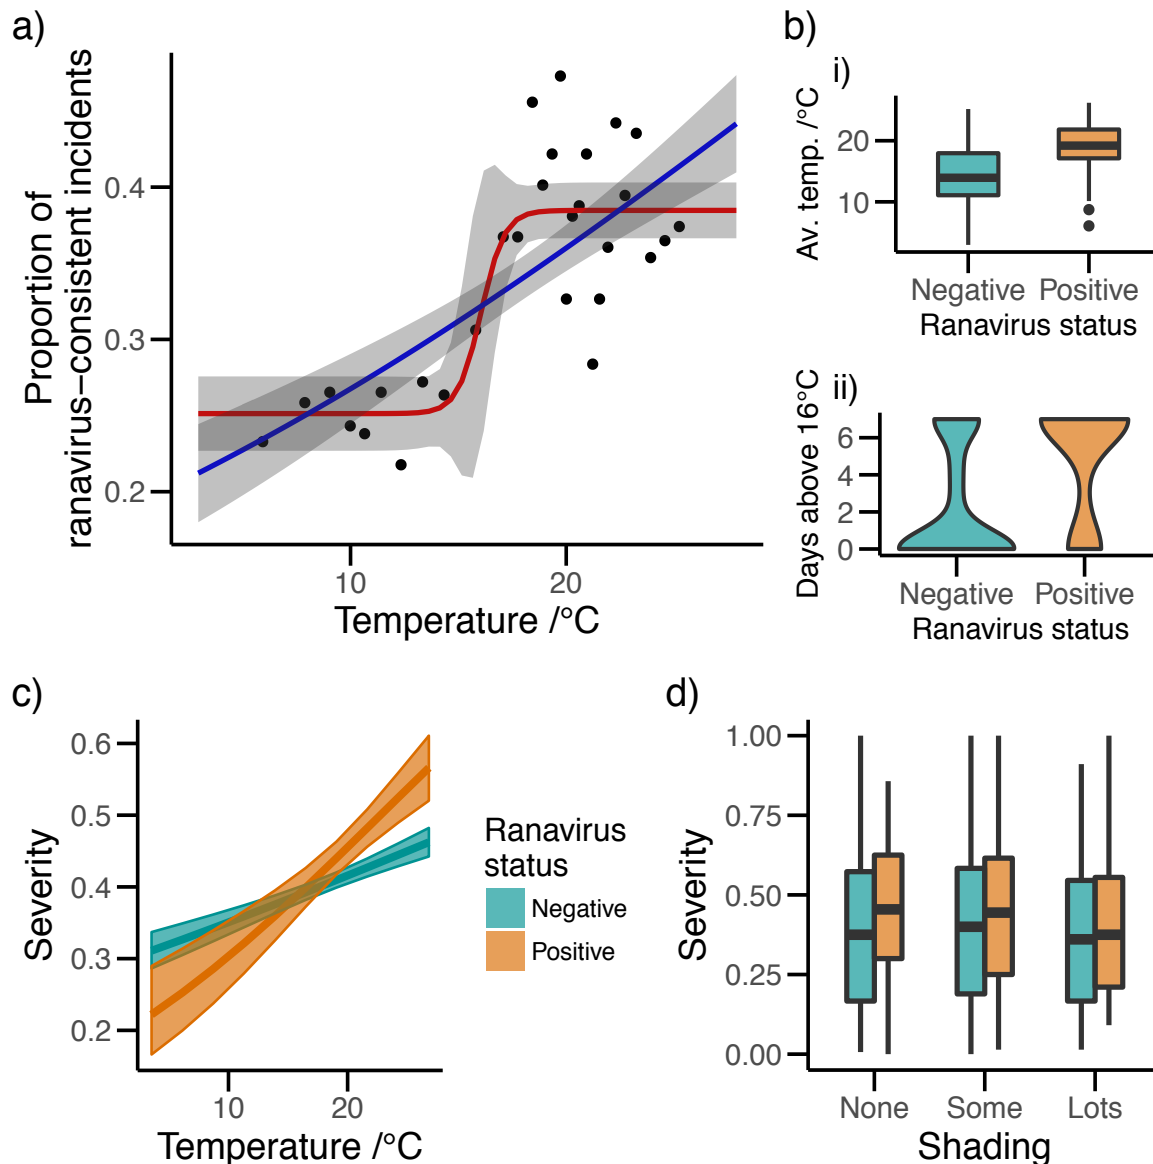 a)
Proportion of
ranavirus−consistent incidents
0.4
0.3
0.2
10
20
Temperature /°C
b)
i)
Av. temp. /°C
20
10
Negative
Positive
Ranavirus status
ii)
Days above 16°C
6
4
2
0
Negative
Positive
Ranavirus status
c)
Severity
0.6
0.5
0.4
0.3
0.2
10
20
Temperature /°C
Ranavirus
status
Negative
Positive
d)
Severity
1.00
0.75
0.50
0.25
0.00
None
Some
Lots
Shading